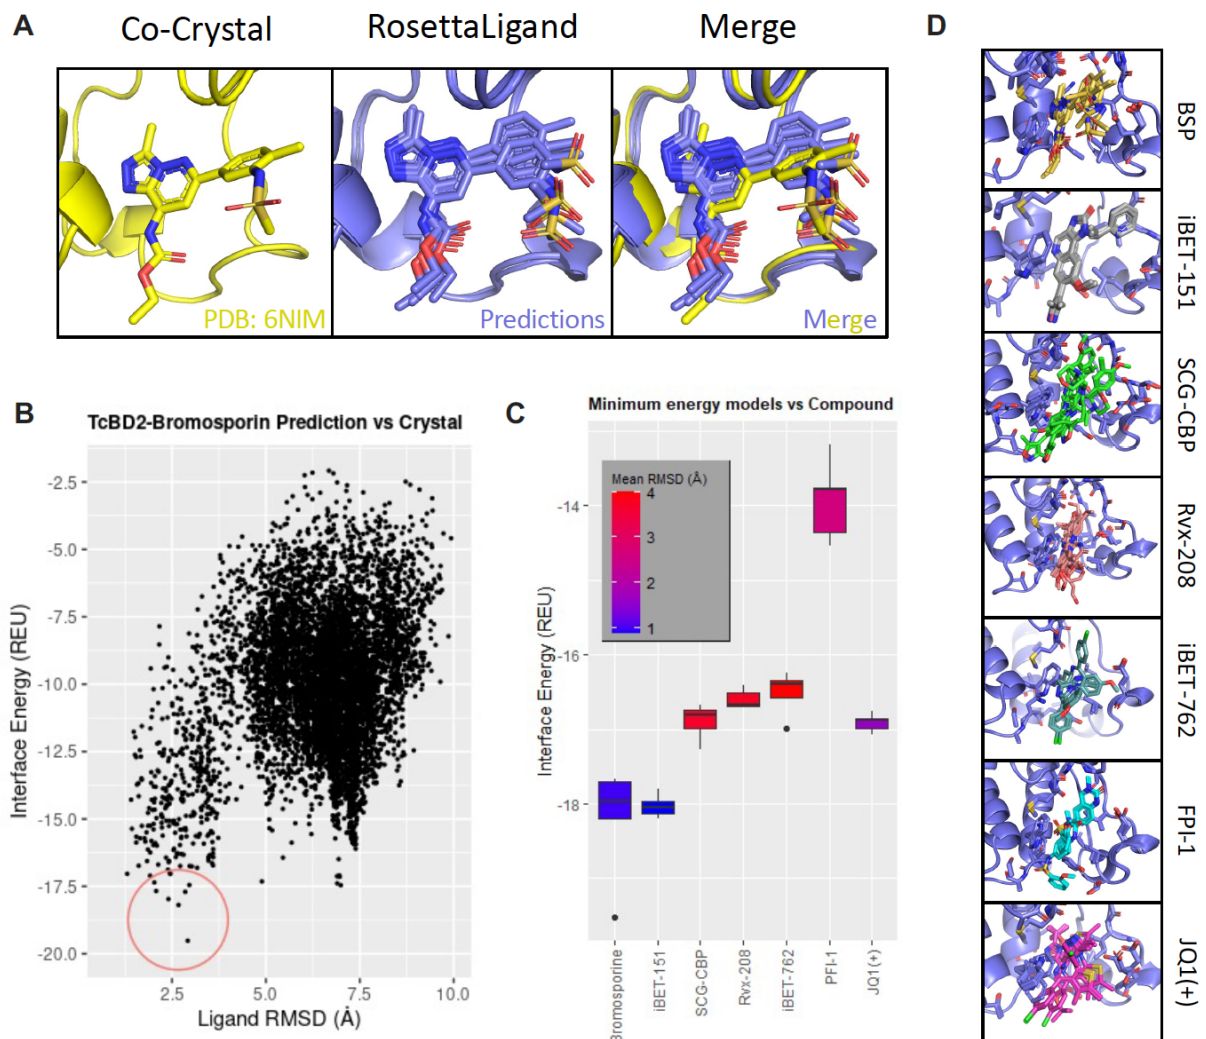 A
Co-Crystal
RosettaLigand
Merge
PDB: 6NIM
Predictions
Merge
B
TcBD2-Bromosporin Prediction vs Crystal
Interface Energy (REU)
-2.5
-5.0
-7.5
-10.0
-12.5
-15.0
-17.5
-20.0
2.5
5.0
7.5
10.0
Ligand RMSD (Å)
C
Minimum energy models vs Compound
Mean RMSD (Å)
4
3
2
1
Interface Energy (REU)
-14
-16
-18
Bromosporine
iBET-151
SCG-CBP
Rvx-208
iBET-762
PFI-1
JQ1(+)
D
BSP
iBET-151
SCG-CBP
Rvx-208
iBET-762
FPI-1
JQ1(+)